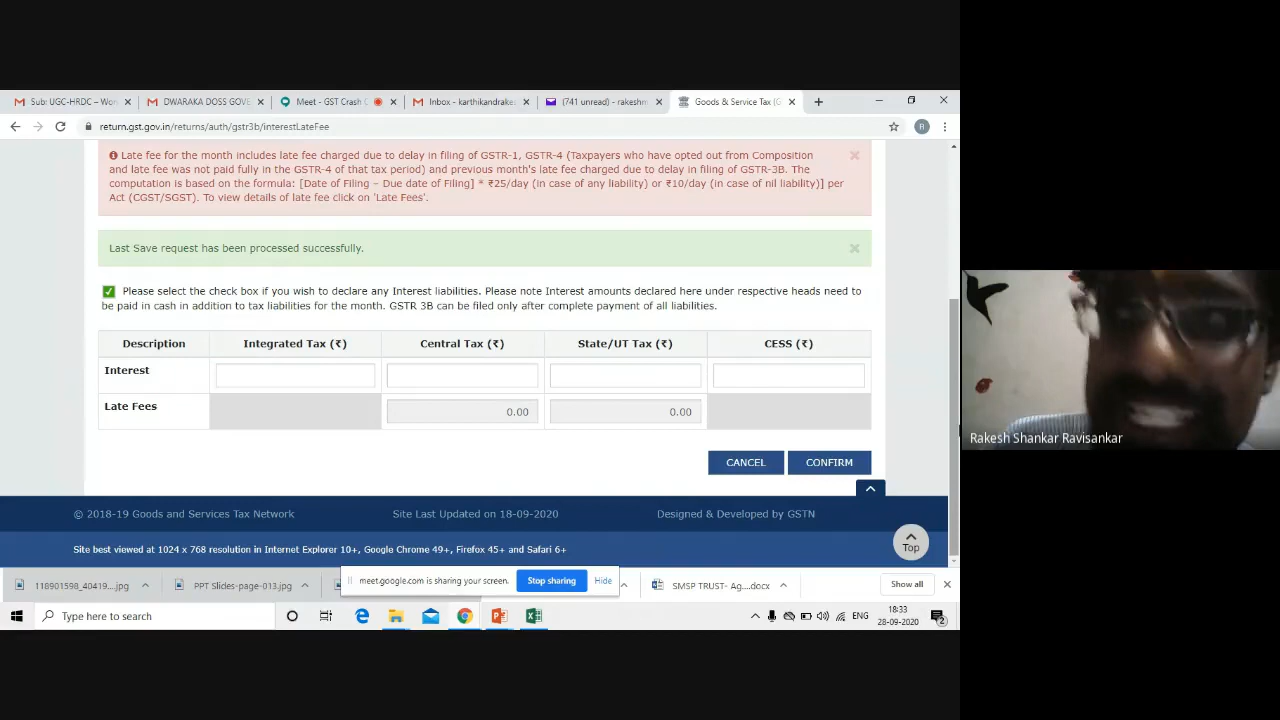 Sub: UGC-HRDC – Wor
DWARAKA DOSS GOVE
Meet - GST Crash C
Inbox - karthikandrakes
(741 unread) - rakeshm
Goods & Service Tax (G
return.gst.gov.in/returns/auth/gstr3b/interestLateFee
Late fee for the month includes late fee charged due to delay in filing of GSTR-1, GSTR-4 (Taxpayers who have opted out from Composition
and late fee was not paid fully in the GSTR-4 of that tax period) and previous month's late fee charged due to delay in filing of GSTR-3B. The
computation is based on the formula: [Date of Filing – Due date of Filing] * ₹25/day (in case of any liability) or ₹10/day (in case of nil liability)] per
Act (CGST/SGST). To view details of late fee click on 'Late Fees'.
Last Save request has been processed successfully.
Please select the check box if you wish to declare any Interest liabilities. Please note Interest amounts declared here under respective heads need to
be paid in cash in addition to tax liabilities for the month. GSTR 3B can be filed only after complete payment of all liabilities.
Description Integrated Tax (₹) Central Tax (₹) State/UT Tax (₹) CESS (₹)
Interest
Late Fees 0.00 0.00
CANCEL CONFIRM
© 2018-19 Goods and Services Tax Network Site Last Updated on 18-09-2020 Designed & Developed by GSTN
Site best viewed at 1024 x 768 resolution in Internet Explorer 10+, Google Chrome 49+, Firefox 45+ and Safari 6+
Top
118901598_40419....jpg
PPT Slides-page-013.jpg
meet.google.com is sharing your screen. Stop sharing Hide
SMSP TRUST- Ag....docx
Show all
Type here to search
ENG
18:33
28-09-2020
2
Rakesh Shankar Ravisankar